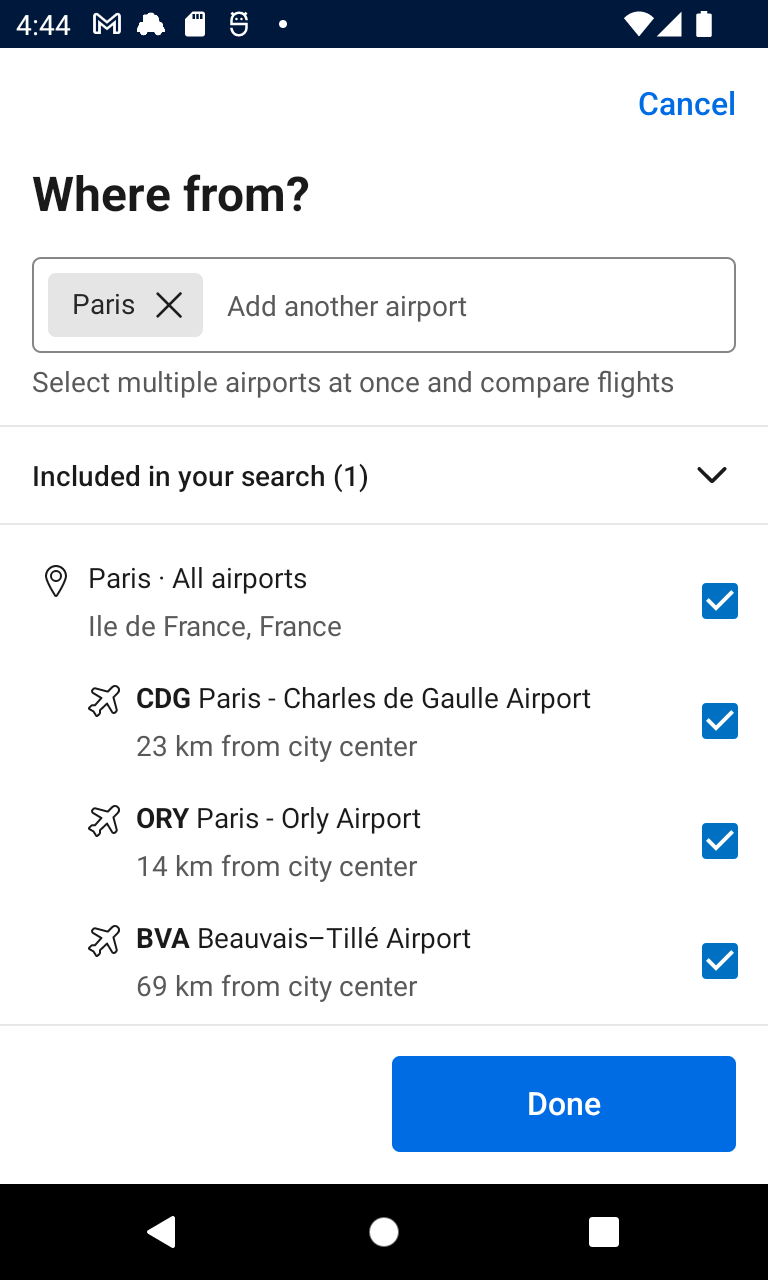 4:44
Cancel
Where from?
Paris
Add another airport
Select multiple airports at once and compare flights
Included in your search (1)
Paris · All airports
Ile de France, France
CDG Paris - Charles de Gaulle Airport
23 km from city center
ORY Paris - Orly Airport
14 km from city center
BVA Beauvais–Tillé Airport
69 km from city center
Done